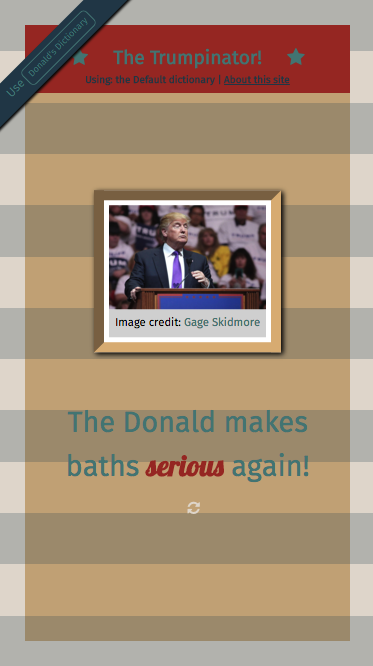 Use Donald's Dictionary
The Trumpinator!
Using: the Default dictionary | About this site
Image credit: Gage Skidmore
The Donald makes
baths serious again!